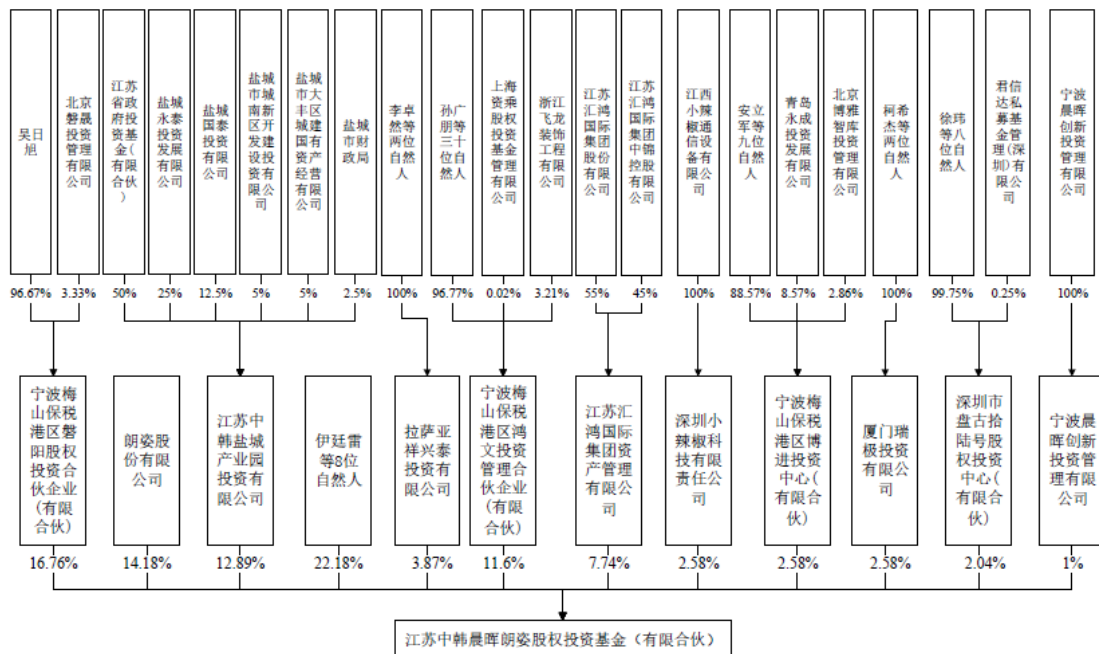 吴日
旭
北京
磐晟
投资
管理
有限
公司
江苏
省政
府投
资基
金(有
限合
伙)
盐城
永泰
投资
发展
有限
公司
盐城
国泰
投资
有限
公司
盐城
市城
南新
区开
发建
设投
资有
限公
司
盐城
市大
丰区
城建
国有
资产
经营
有限
公司
盐城
市财
政局
李卓
然等
两位
自然
人
孙广
朋等
三十
位自
然人
上海
资乘
股权
投资
基金
管理
有限
公司
浙江
飞龙
装饰
工程
有限
公司
江苏
汇鸿
国际
集团
股份
有限
公司
江苏
汇鸿
国际
集团
中锦
控股
有限
公司
江西
小辣
椒通
信设
备有
限公
司
安立
军等
九位
自然
人
青岛
永成
投资
发展
有限
公司
北京
博雅
智库
投资
管理
有限
公司
柯希
杰等
两位
自然
人
徐玮
等八
位自
然人
君信
达私
募基
金管
理(深
圳)有
限公
司
宁波
晨晖
创新
投资
管理
有限
公司
96.67% 3.33% 50% 25% 12.5% 5% 5% 2.5% 100% 96.77% 0.02% 3.21% 55% 45% 100% 88.57% 8.57% 2.86% 100% 99.75% 0.25% 100%
宁波梅
山保税
港区磐
阳股权
投资合
伙企业
(有限
合伙)
朗姿股
份有限
公司
江苏中
韩盐城
产业园
投资有
限公司
伊廷雷
等8位
自然人
拉萨亚
祥兴泰
投资有
限公司
宁波梅
山保税
港区鸿
文投资
管理合
伙企业
(有限
合伙)
江苏汇
鸿国际
集团资
产管理
有限公
司
深圳小
辣椒科
技有限
责任公
司
宁波梅
山保税
港区博
进投资
中心(
有限合
伙)
厦门瑞
极投资
有限公
司
深圳市
盘古拾
陆号股
权投资
中心(
有限合
伙)
宁波晨
晖创新
投资管
理有限
公司
16.76% 14.18% 12.89% 22.18% 3.87% 11.6% 7.74% 2.58% 2.58% 2.58% 2.04% 1%
江苏中韩晨晖朗姿股权投资基金（有限合伙）